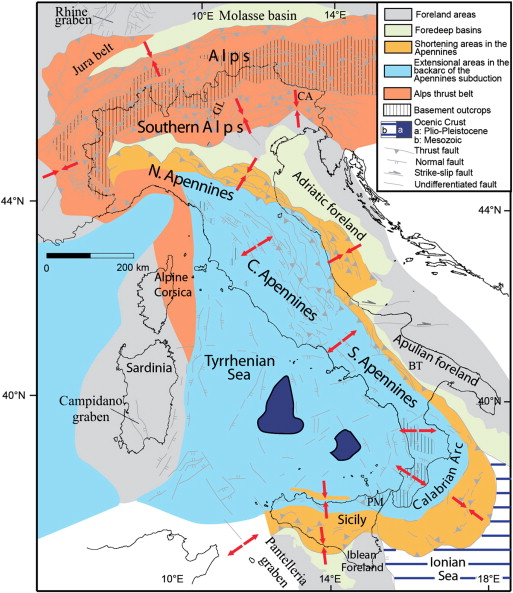 Rhine
graben
10°E
Molasse basin
14°E
Jura belt
Alps
CA
GL
Southern Alps
N. Apennines
44°N
44°N
Adriatic foreland
0
200 km
C. Apennines
Alpine
Corsica
S. Apennines
Apulian foreland
BT
Tyrrhenian
Sea
Sardinia
40°N
40°N
Campidano
graben
Calabrian Arc
PM
Sicily
Pantelleria
graben
Iblean
Foreland
Ionian
Sea
10°E
14°E
Foreland areas
Foredeep basins
Shortening areas in the
Apennines
Extensional areas in the
backarc of the
Apennines subduction
Alps thrust belt
Basement outcrops
b
a
Ocenic Crust
a: Plio-Pleistocene
b: Mesozoic
Thrust fault
Normal fault
Strike-slip fault
Undifferentiated fault